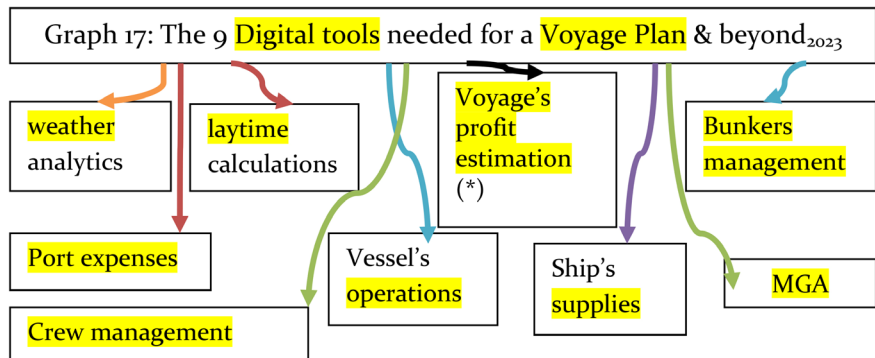 Graph 17: The 9 Digital tools needed for a Voyage Plan & beyond2023
weather
analytics
laytime
calculations
Voyage’s
profit
estimation
(*)
Bunkers
management
Port expenses
Vessel’s
operations
Ship’s
supplies
MGA
Crew management